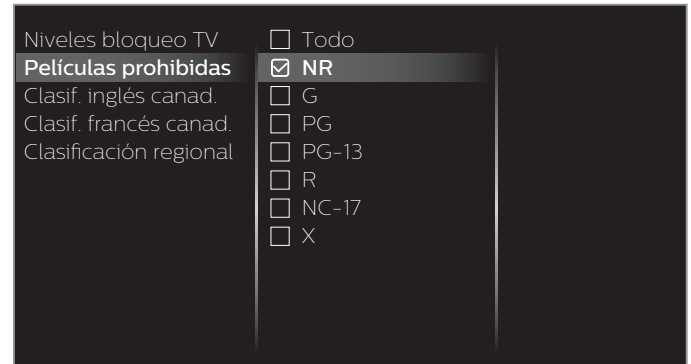 Niveles bloqueo TV
Películas prohibidas
Clasif. inglés canad.
Clasif. francés canad.
Clasificación regional
Todo
NR
G
PG
PG-13
R
NC-17
X